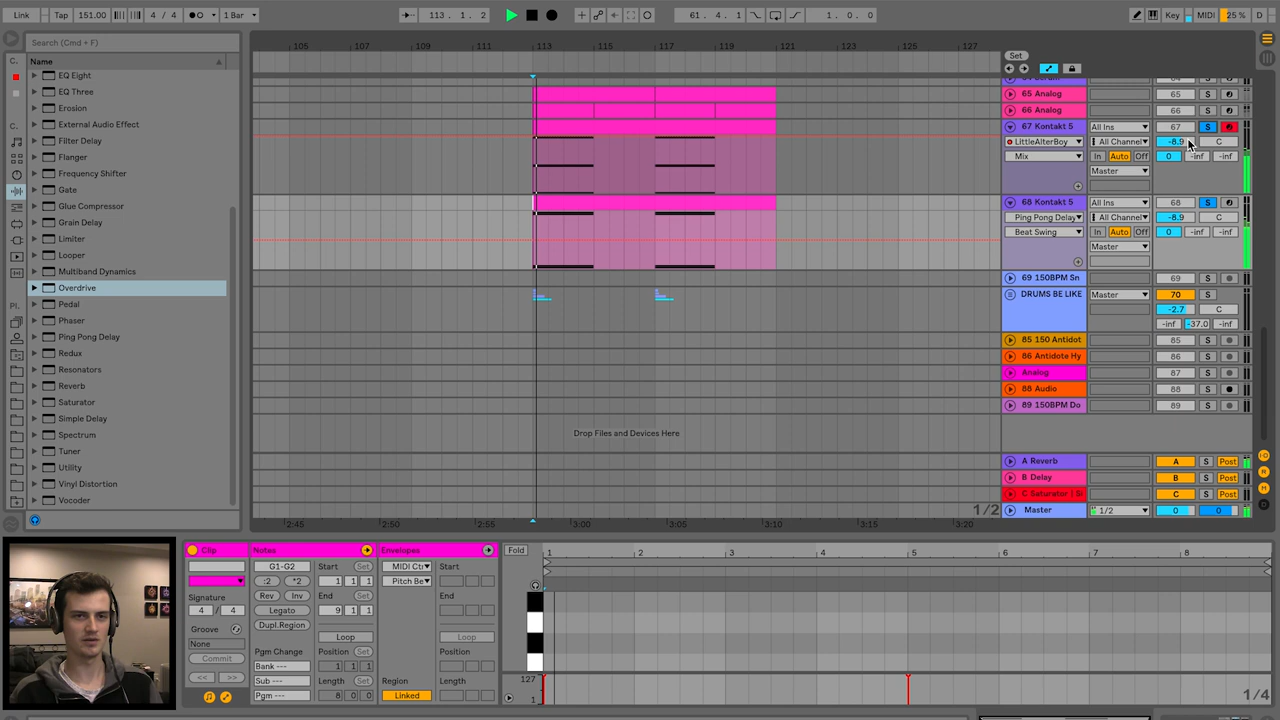 Link Tap 151.00 4 / 4 1 Bar 113 . 1 . 2 61 . 4 . 1 1 . 0 . 0 Key MIDI 25 % D
Search (Cmd + F)
C.
Name
EQ Eight
EQ Three
Erosion
External Audio Effect
C.
Filter Delay
Flanger
Frequency Shifter
Gate
Glue Compressor
Grain Delay
Limiter
Looper
Multiband Dynamics
Overdrive
Pl.
Pedal
Phaser
Ping Pong Delay
Redux
Resonators
Reverb
Saturator
Simple Delay
Spectrum
Tuner
Utility
Vinyl Distortion
Vocoder
105 107 109 111 113 115 117 119 121 123 125 127
Set
65 Analog 65
66 Analog 66
67 Kontakt 5 All Ins 67 S
LittleAlterBoy All Channel -8.9 C
Mix In Auto Off 0 -inf -inf
Master
68 Kontakt 5 All Ins 68 S
Ping Pong Delay All Channel -8.9 C
Beat Swing In Auto Off 0 -inf -inf
Master
69 150BPM Sn 69 S
DRUMS BE LIKE Master 70 S
-2.7 C
-inf -37.0 -inf
85 150 Antidot 85 S
86 Antidote Hy 86 S
Analog 87 S
88 Audio 88 S
89 150BPM Do 89 S
Drop Files and Devices Here
A Reverb A S Post
B Delay B S Post
C Saturator | Si C S Post
1/2 Master 1/2 0 0
2:45 2:50 2:55 3:00 3:05 3:10 3:15 3:20
Clip
Signature
4 / 4
Groove
None
Commit
<< >>
Notes
G1-G2
:2 *2
Rev Inv
Legato
Dupl.Region
Pgm Change
Bank ---
Sub ---
Pgm ---
Start Set
1 1 1
End Set
9 1 1
Loop
Position Set
1 1 1
Length Set
8 0 0
Envelopes
MIDI Ctr
Pitch Be
Region
Linked
Start Set
End
Loop
Position Set
Length
Fold
1 2 3 4 5 6 7 8
127
1
1/4